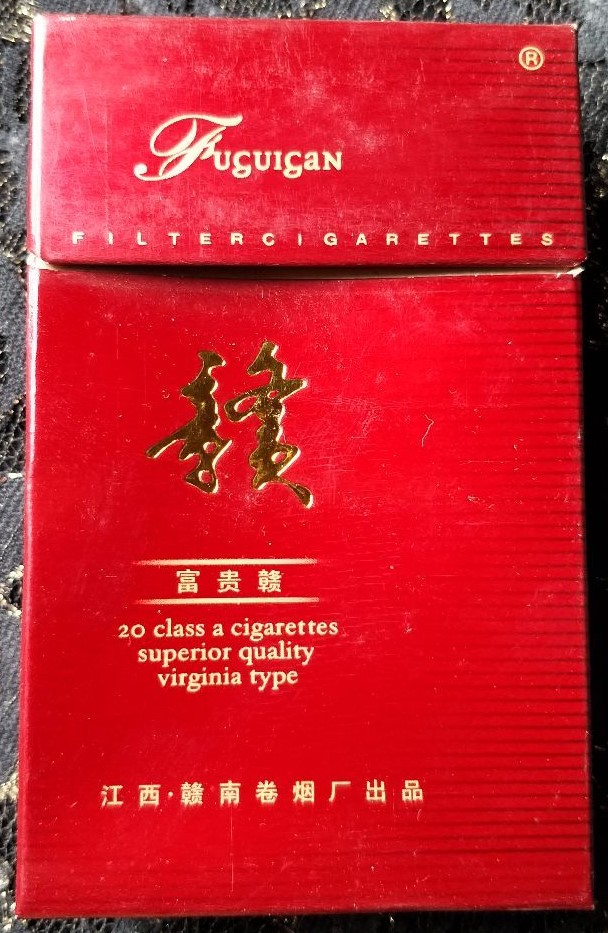 ®
Fuguigan
FILTERCIGARETTES
赣
富贵赣
20 class a cigarettes
superior quality
virginia type
江西·赣南卷烟厂出品